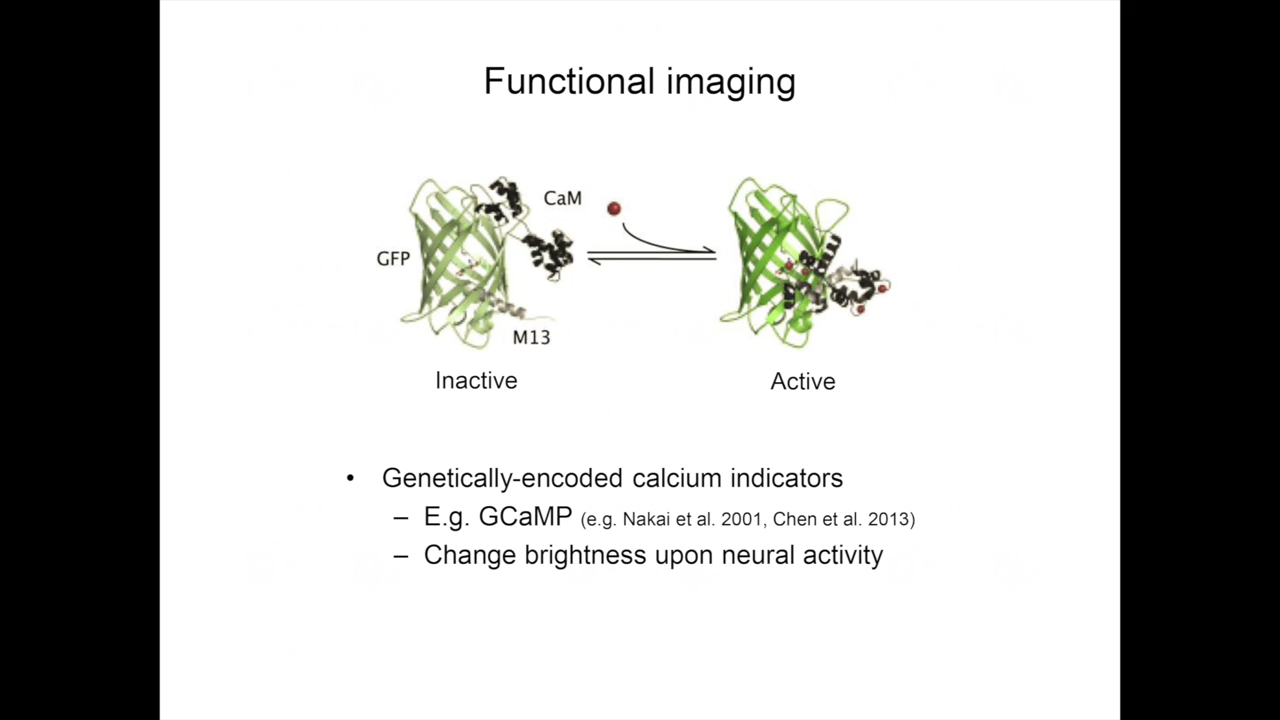 Functional imaging
CaM
GFP
M13
Inactive
Active
• Genetically-encoded calcium indicators
– E.g. GCaMP (e.g. Nakai et al. 2001, Chen et al. 2013)
– Change brightness upon neural activity